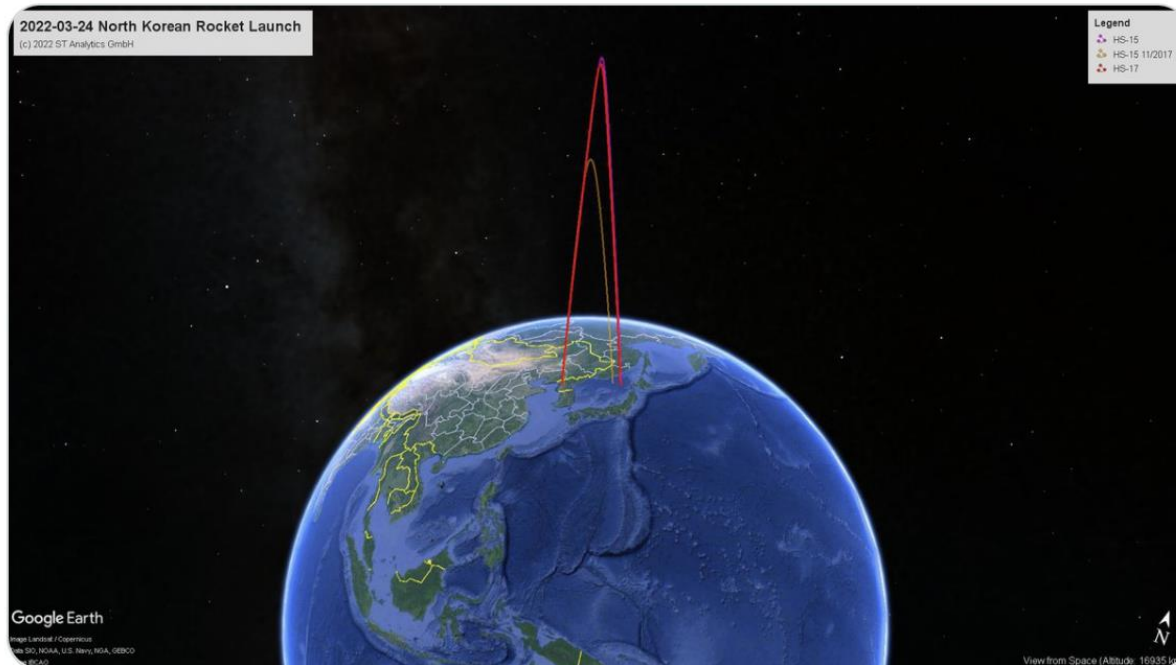 2022-03-24 North Korean Rocket Launch
(c) 2022 ST Analytics GmbH
Legend
HS-15
HS-15 11/2017
HS-17
Google Earth
Image Landsat / Copernicus
Data SIO, NOAA, U.S. Navy, NGA, GEBCO
IBCAO
N
View from Space (Altitude: 16935